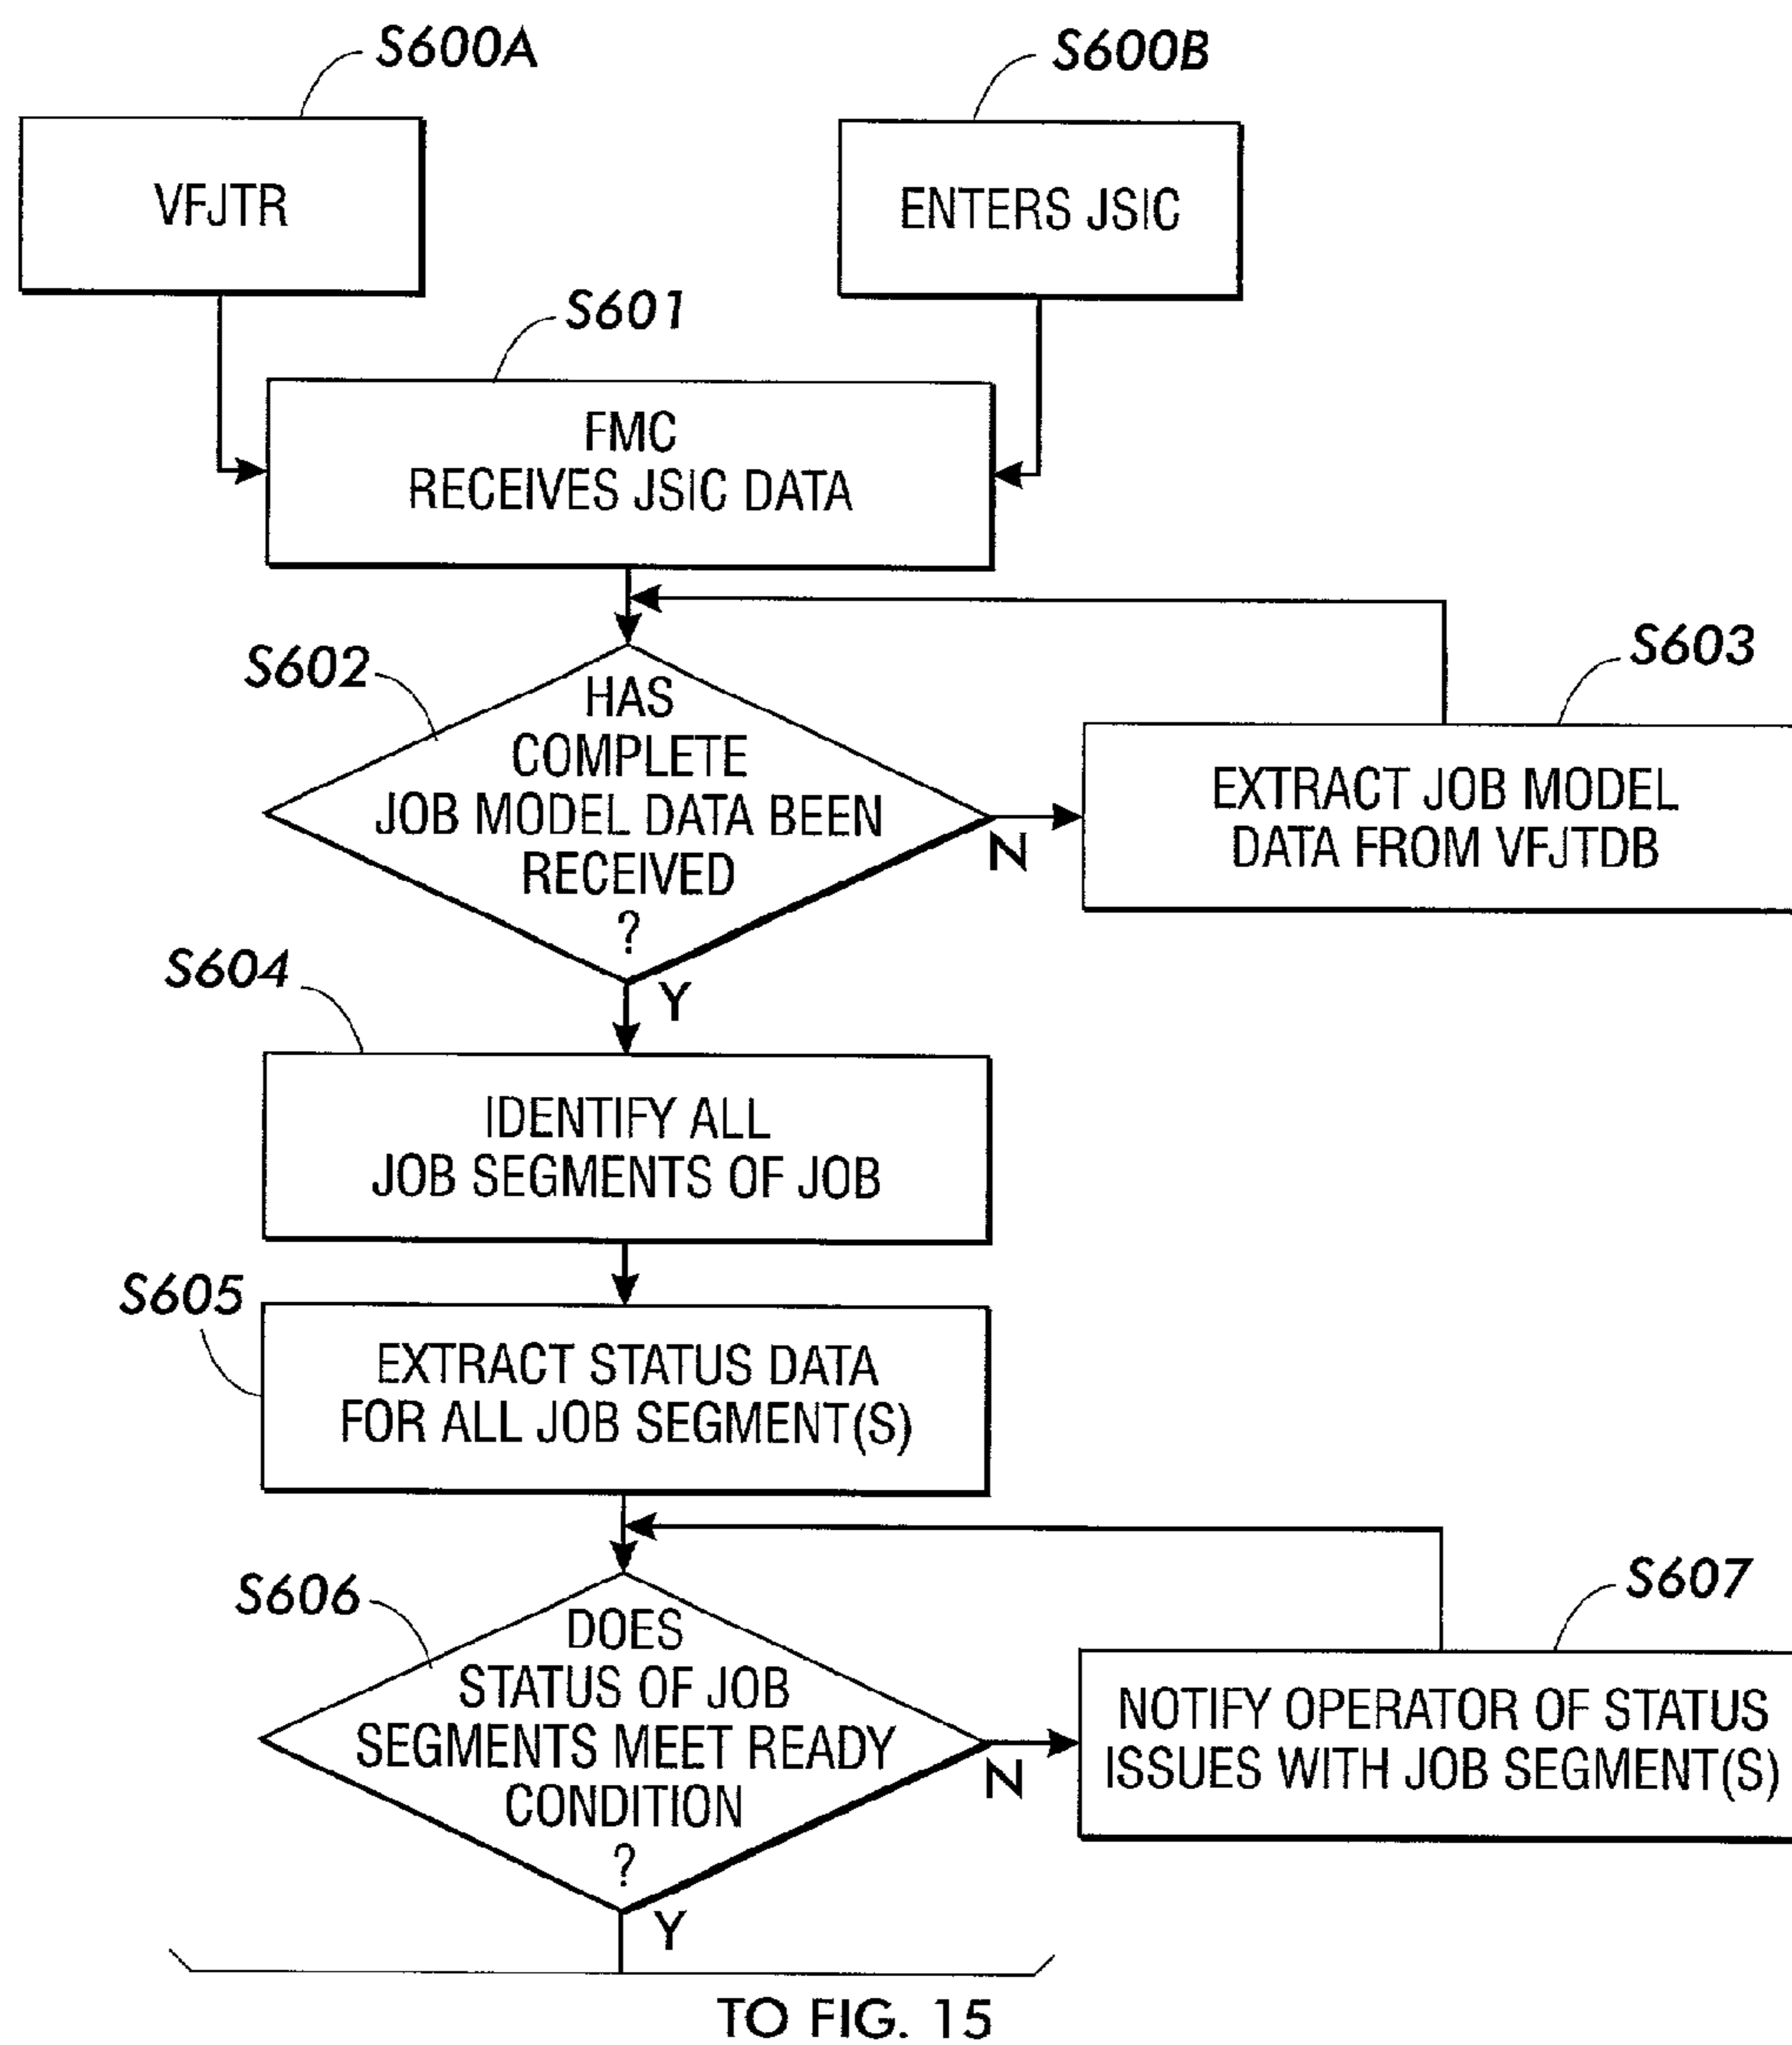 S600A
S600B
VFJTR
ENTERS JSIC
S601
FMC
RECEIVES JSIC DATA
S602
HAS
COMPLETE
JOB MODEL DATA BEEN
RECEIVED
?
N
Y
S603
EXTRACT JOB MODEL
DATA FROM VFJTDB
S604
IDENTIFY ALL
JOB SEGMENTS OF JOB
S605
EXTRACT STATUS DATA
FOR ALL JOB SEGMENT(S)
S606
DOES
STATUS OF JOB
SEGMENTS MEET READY
CONDITION
?
N
Y
S607
NOTIFY OPERATOR OF STATUS
ISSUES WITH JOB SEGMENT(S)
TO FIG. 15